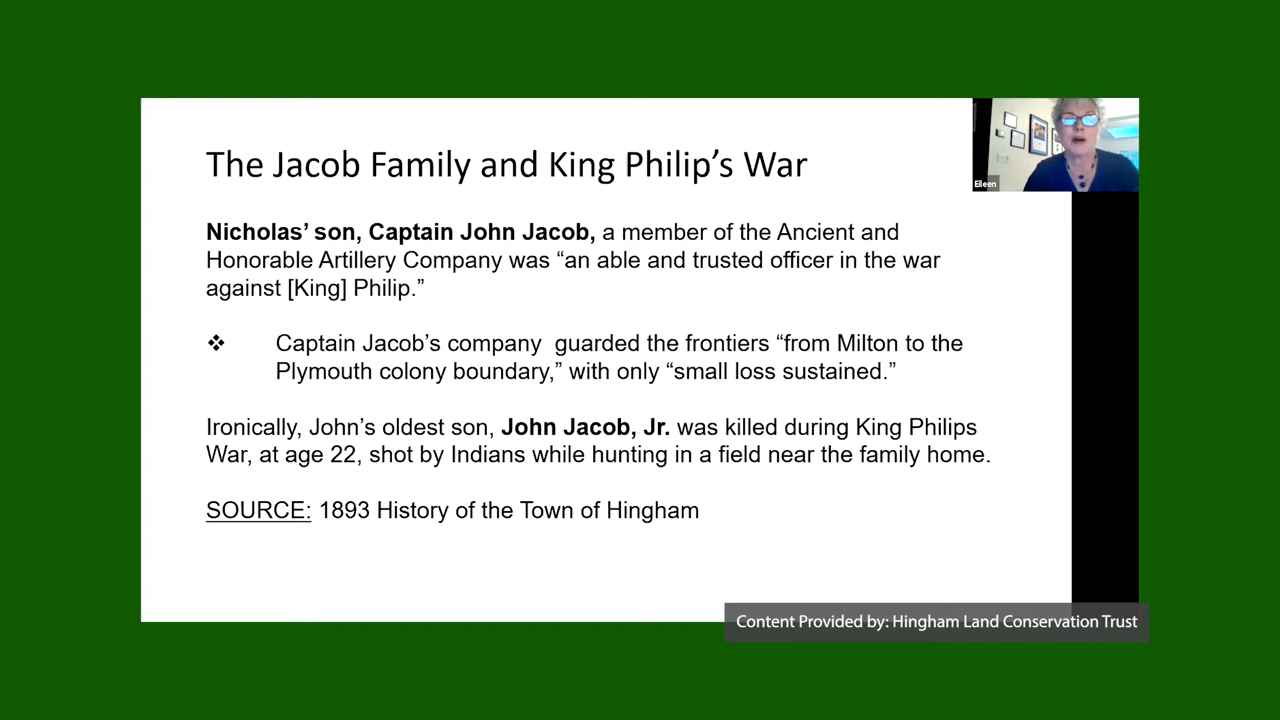 The Jacob Family and King Philip’s War
Eileen
Nicholas’ son, Captain John Jacob, a member of the Ancient and
Honorable Artillery Company was “an able and trusted officer in the war
against [King] Philip.”
❖ Captain Jacob’s company  guarded the frontiers “from Milton to the
Plymouth colony boundary,” with only “small loss sustained.”
Ironically, John’s oldest son, John Jacob, Jr. was killed during King Philips
War, at age 22, shot by Indians while hunting in a field near the family home.
SOURCE: 1893 History of the Town of Hingham
Content Provided by: Hingham Land Conservation Trust